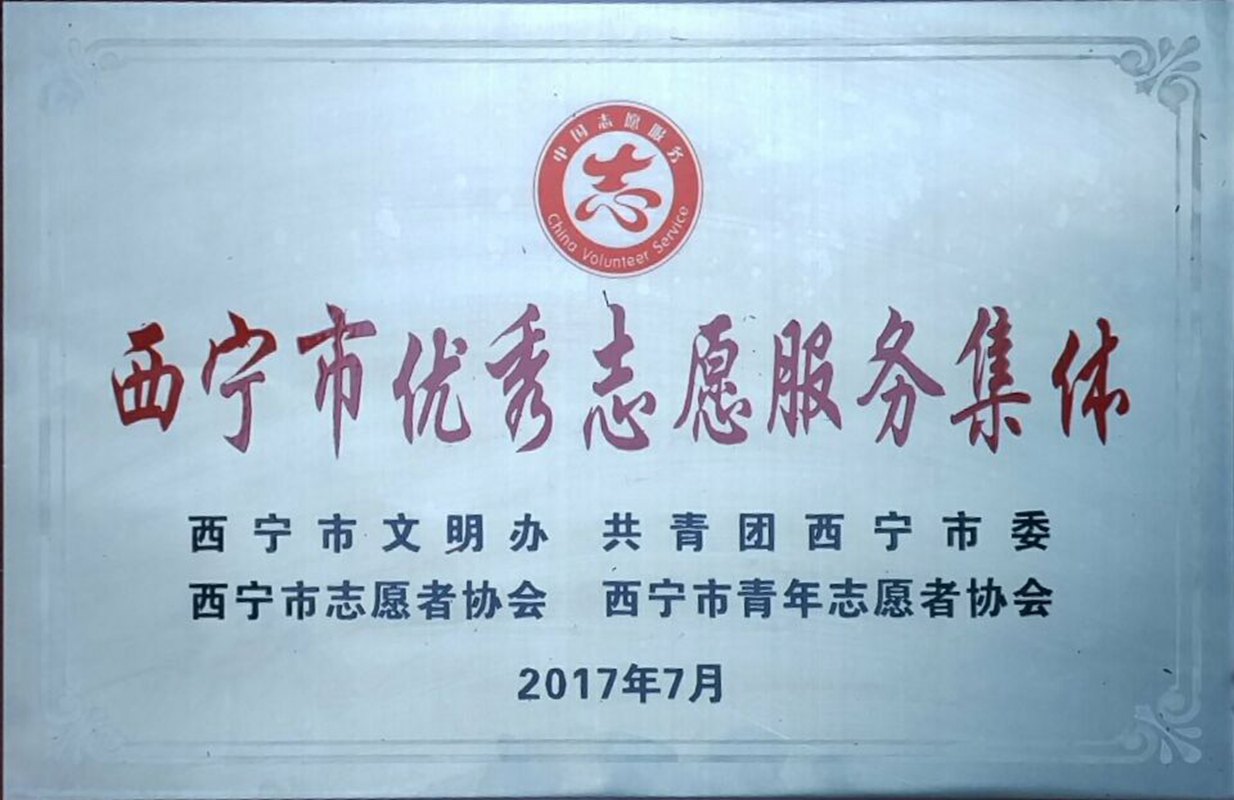 中国志愿服务
志
China Volunteer Service
西宁市优秀志愿服务集体
西宁市文明办 共青团西宁市委
西宁市志愿者协会 西宁市青年志愿者协会
2017年7月